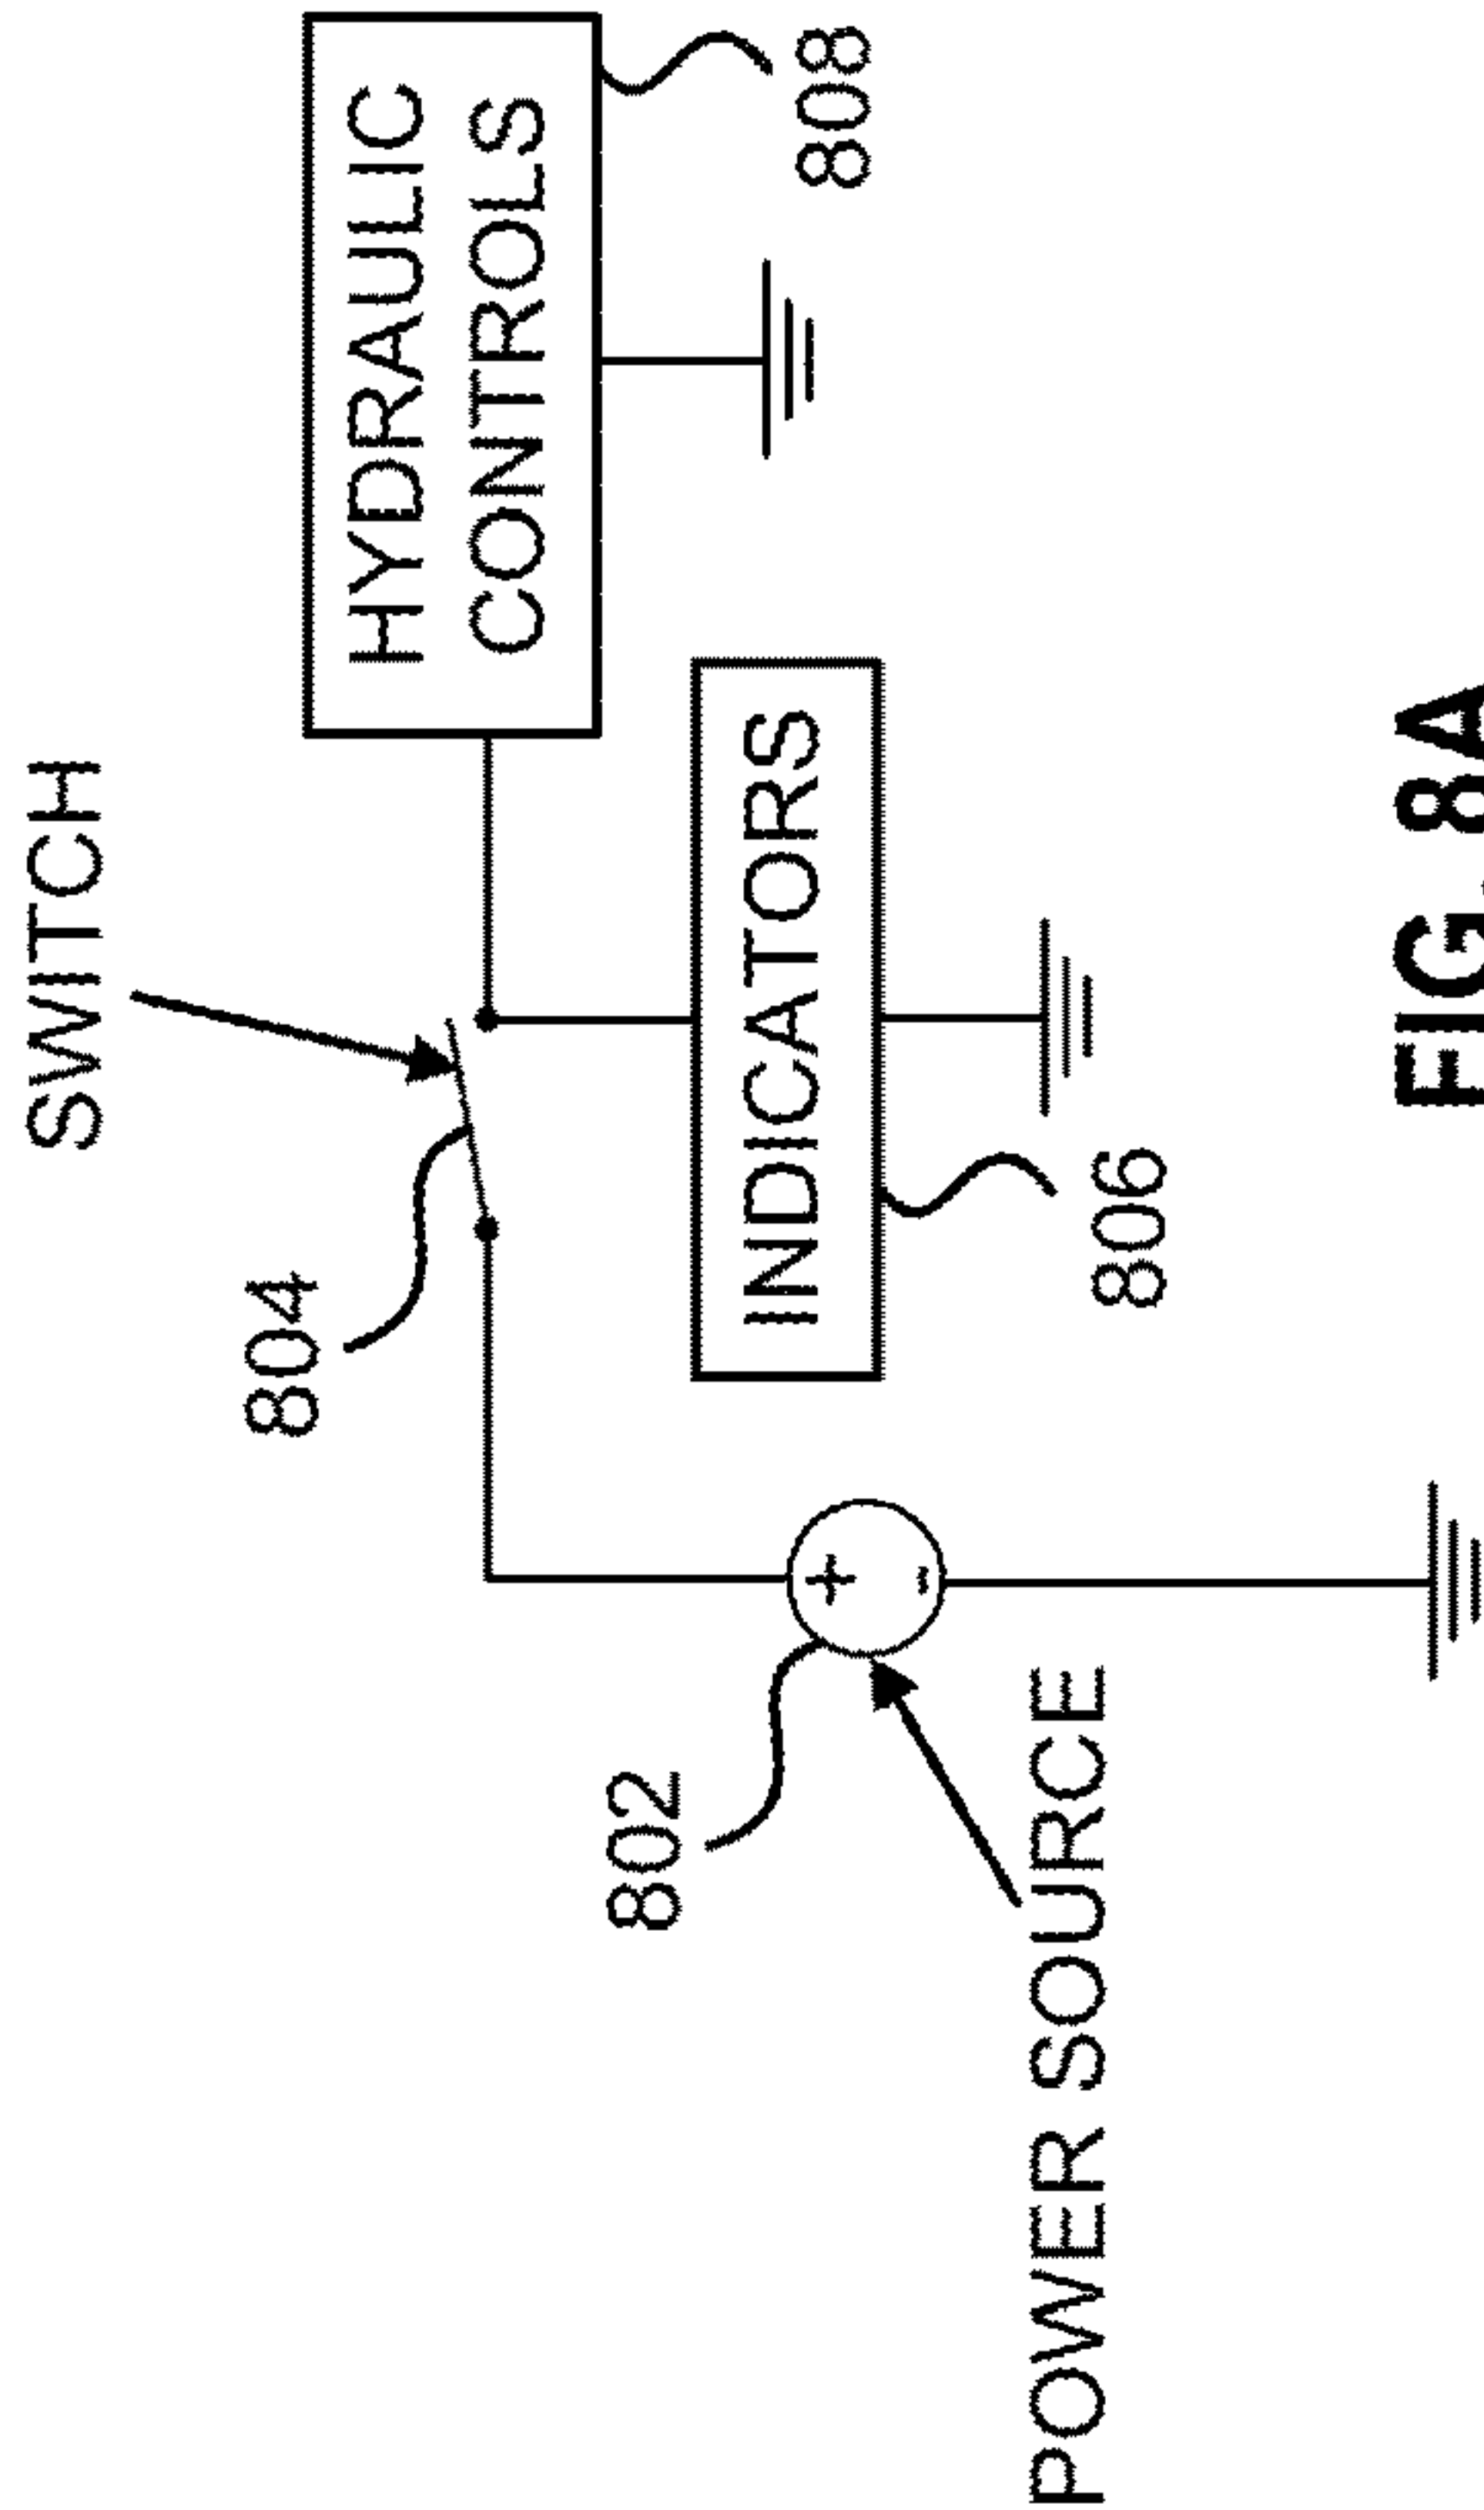 SWITCH
804
HYDRAULIC
CONTROLS
808
802
INDICATORS
806
+
-
POWER SOURCE
FIG. 8A